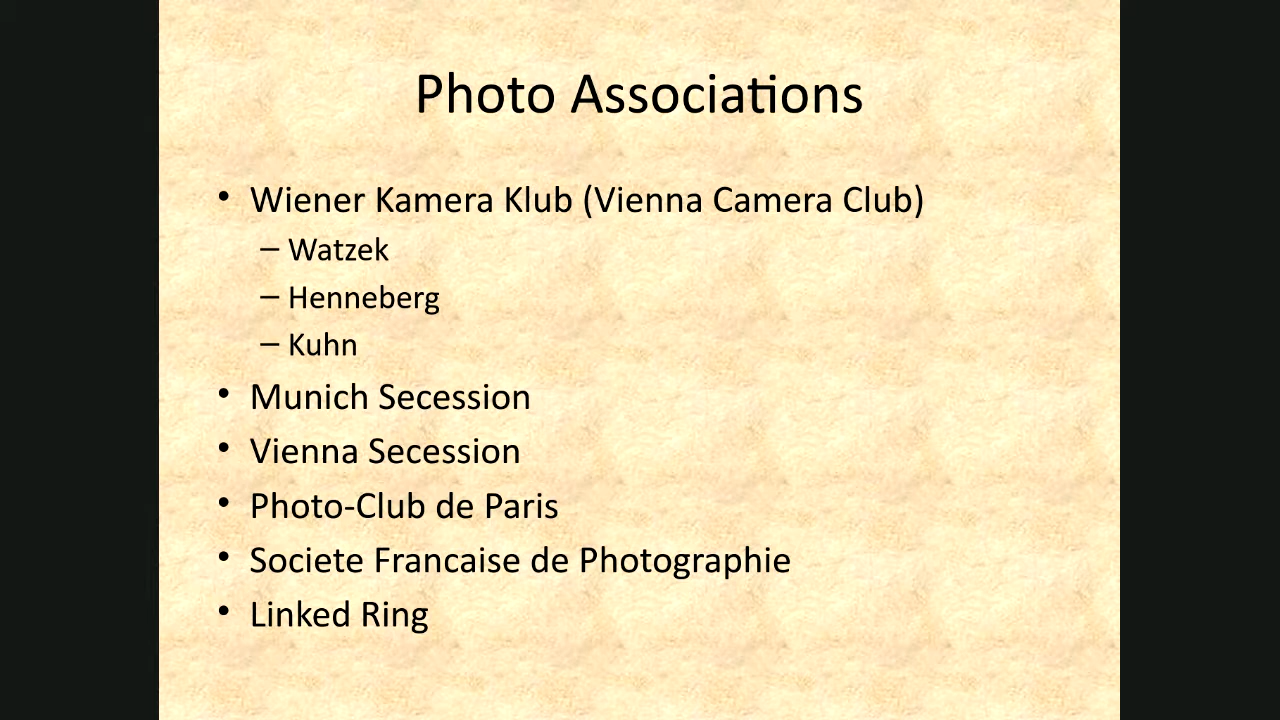 Photo Associations
• Wiener Kamera Klub (Vienna Camera Club)
– Watzek
– Henneberg
– Kuhn
• Munich Secession
• Vienna Secession
• Photo-Club de Paris
• Societe Francaise de Photographie
• Linked Ring